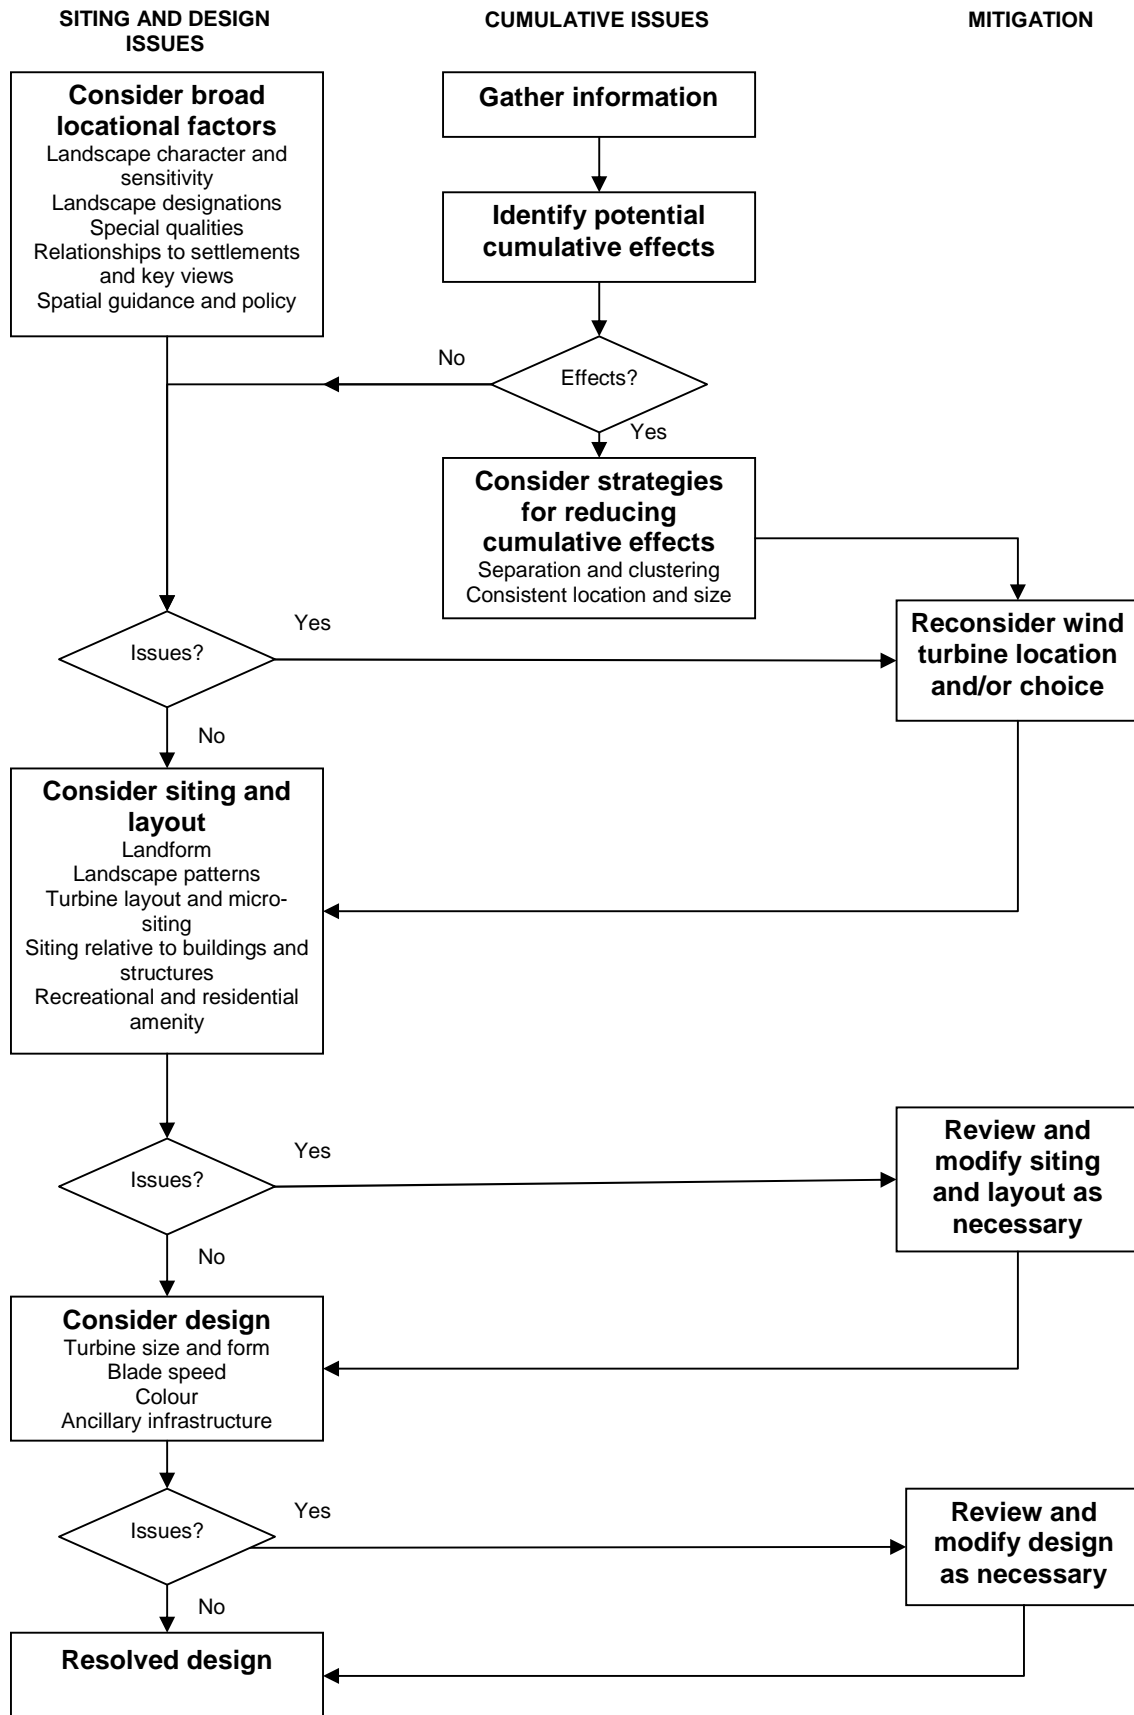 SITING AND DESIGN
ISSUES
CUMULATIVE ISSUES
MITIGATION
Consider broad
locational factors
Landscape character and
sensitivity
Landscape designations
Special qualities
Relationships to settlements
and key views
Spatial guidance and policy
Gather information
Identify potential
cumulative effects
No
Effects?
Yes
Consider strategies
for reducing
cumulative effects
Separation and clustering
Consistent location and size
Issues?
Yes
Reconsider wind
turbine location
and/or choice
No
Consider siting and
layout
Landform
Landscape patterns
Turbine layout and micro-
siting
Siting relative to buildings and
structures
Recreational and residential
amenity
Issues?
Yes
Review and
modify siting
and layout as
necessary
No
Consider design
Turbine size and form
Blade speed
Colour
Ancillary infrastructure
Issues?
Yes
Review and
modify design
as necessary
No
Resolved design